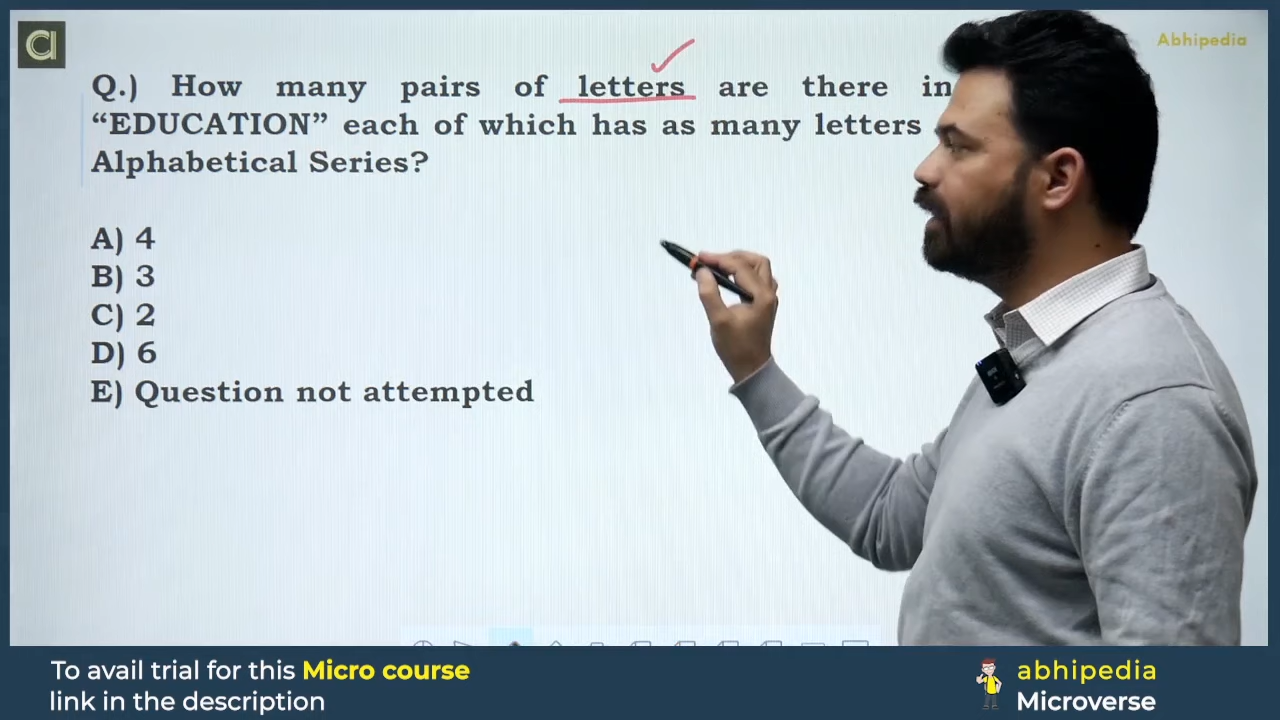 Abhipedia
Q.) How many pairs of letters are there in
“EDUCATION” each of which has as many letters
Alphabetical Series?
A) 4
B) 3
C) 2
D) 6
E) Question not attempted
To avail trial for this Micro course
link in the description
abhipedia
Microverse